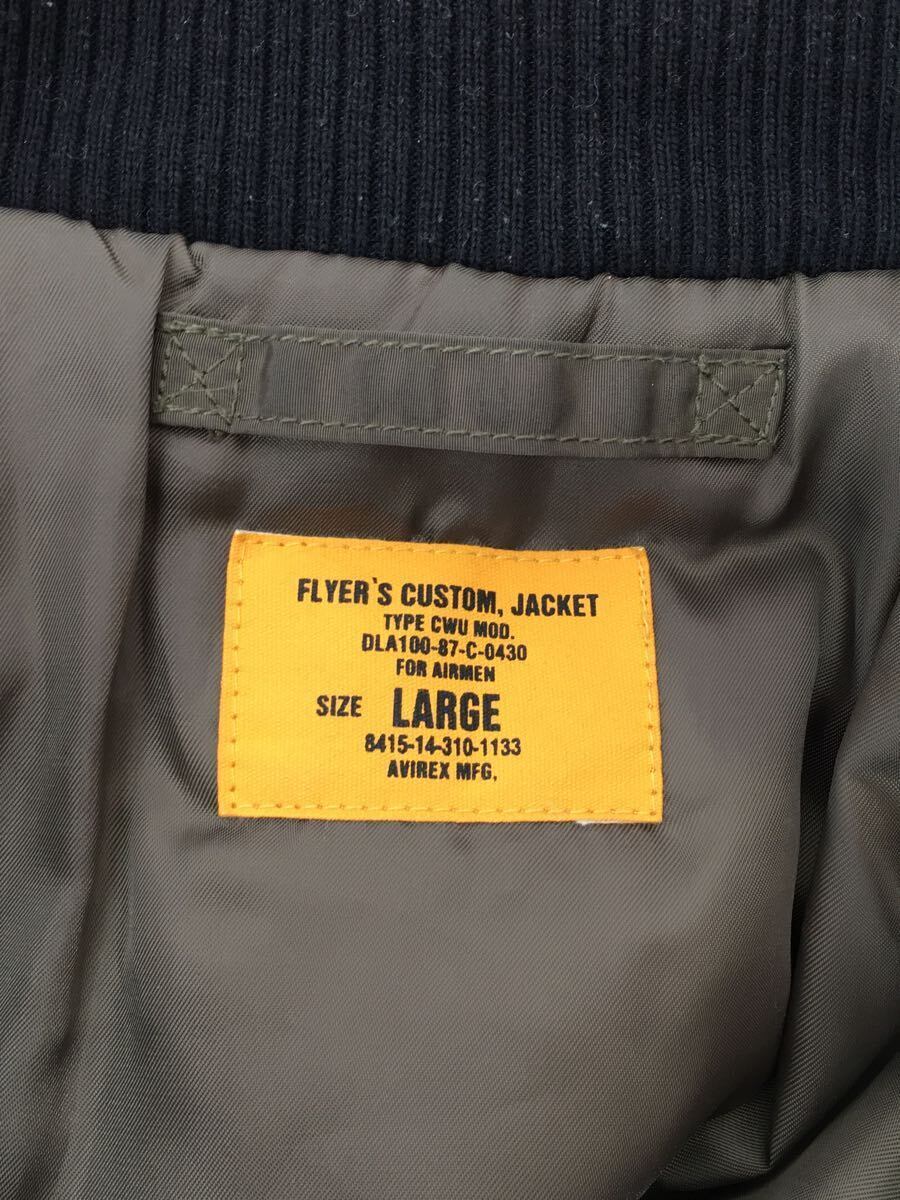 FLYER'S CUSTOM, JACKET
TYPE CWU MOD.
DLA100-87-C-0430
FOR AIRMEN
SIZE LARGE
8415-14-310-1133
AVIREX MFG.